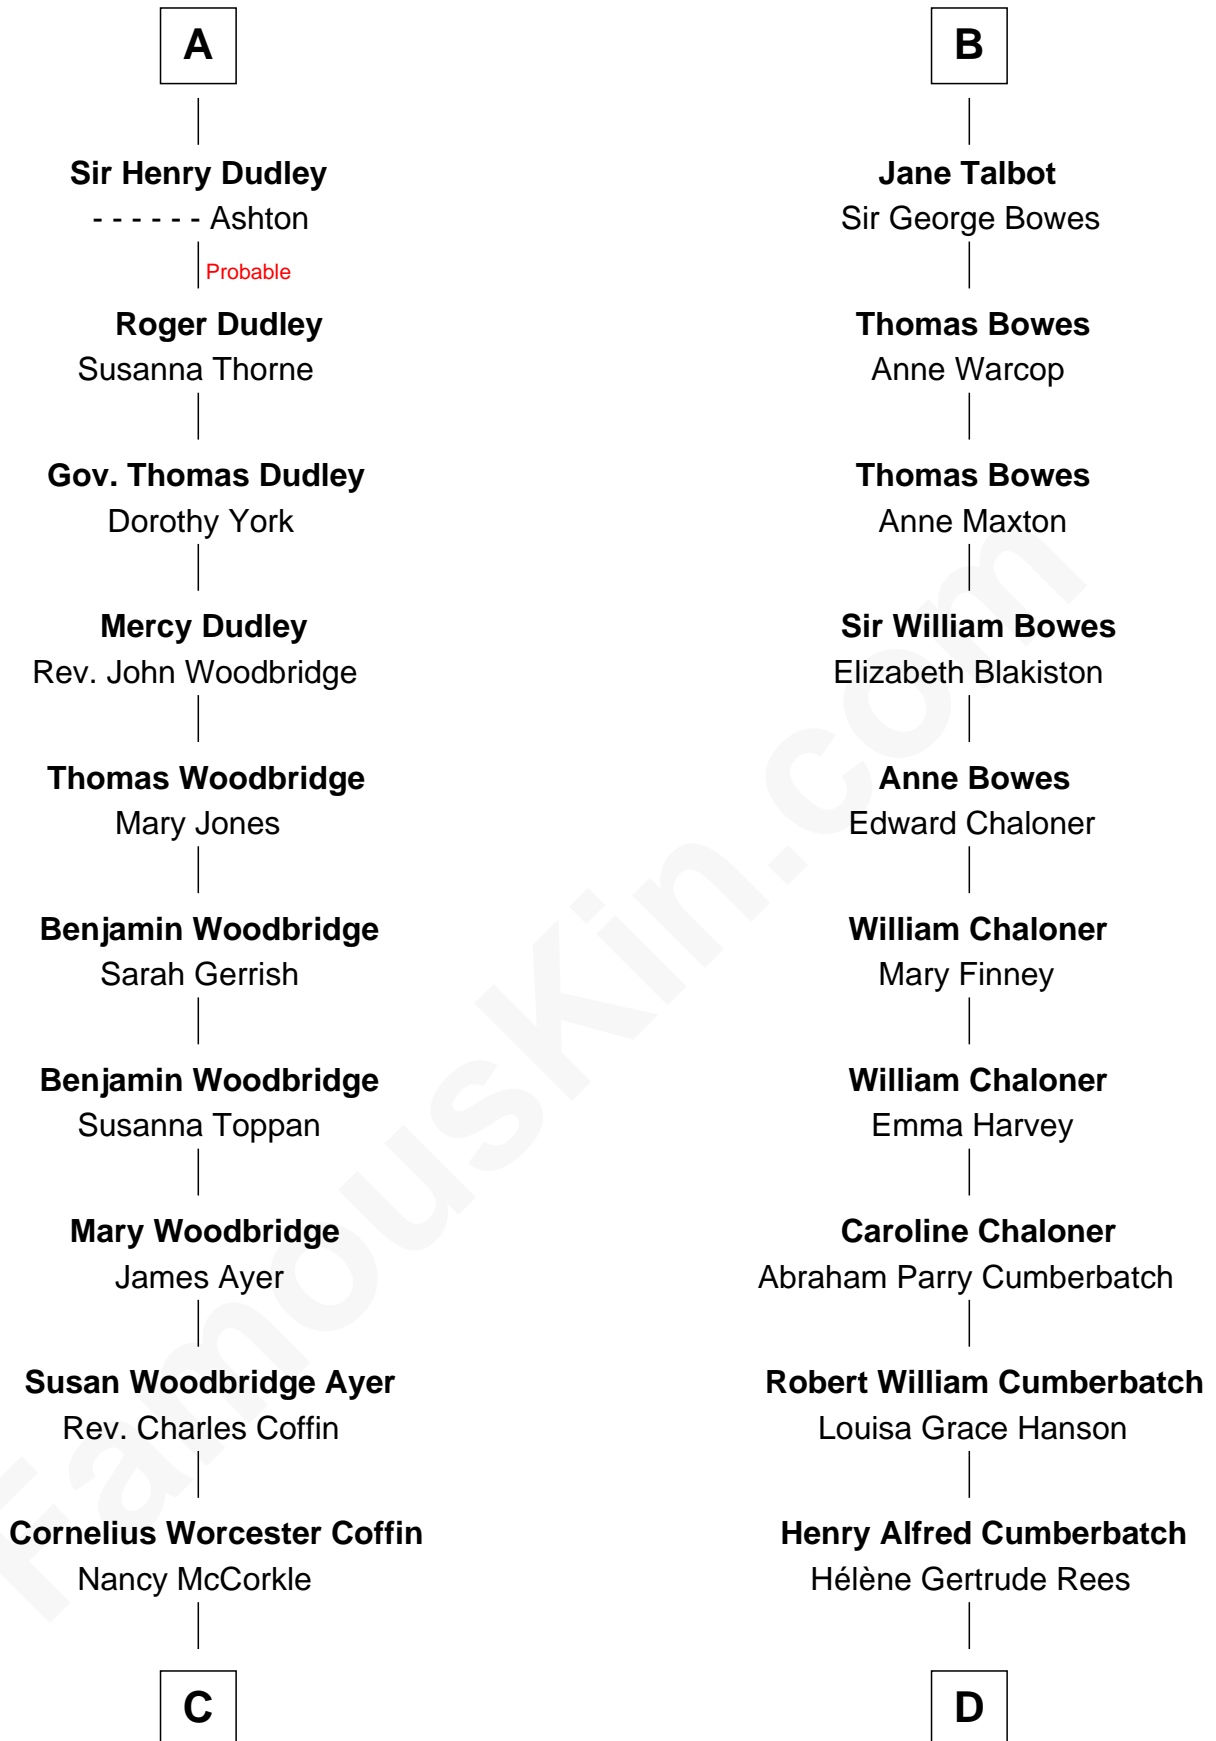 A
Sir Henry Dudley
- - - - - - Ashton
Probable
Roger Dudley
Susanna Thorne
Gov. Thomas Dudley
Dorothy York
Mercy Dudley
Rev. John Woodbridge
Thomas Woodbridge
Mary Jones
Benjamin Woodbridge
Sarah Gerrish
Benjamin Woodbridge
Susanna Toppan
Mary Woodbridge
James Ayer
Susan Woodbridge Ayer
Rev. Charles Coffin
Cornelius Worcester Coffin
Nancy McCorkle
C
B
Jane Talbot
Sir George Bowes
Thomas Bowes
Anne Warcop
Thomas Bowes
Anne Maxton
Sir William Bowes
Elizabeth Blakiston
Anne Bowes
Edward Chaloner
William Chaloner
Mary Finney
William Chaloner
Emma Harvey
Caroline Chaloner
Abraham Parry Cumberbatch
Robert William Cumberbatch
Louisa Grace Hanson
Henry Alfred Cumberbatch
Hélène Gertrude Rees
D
FamousKin.com